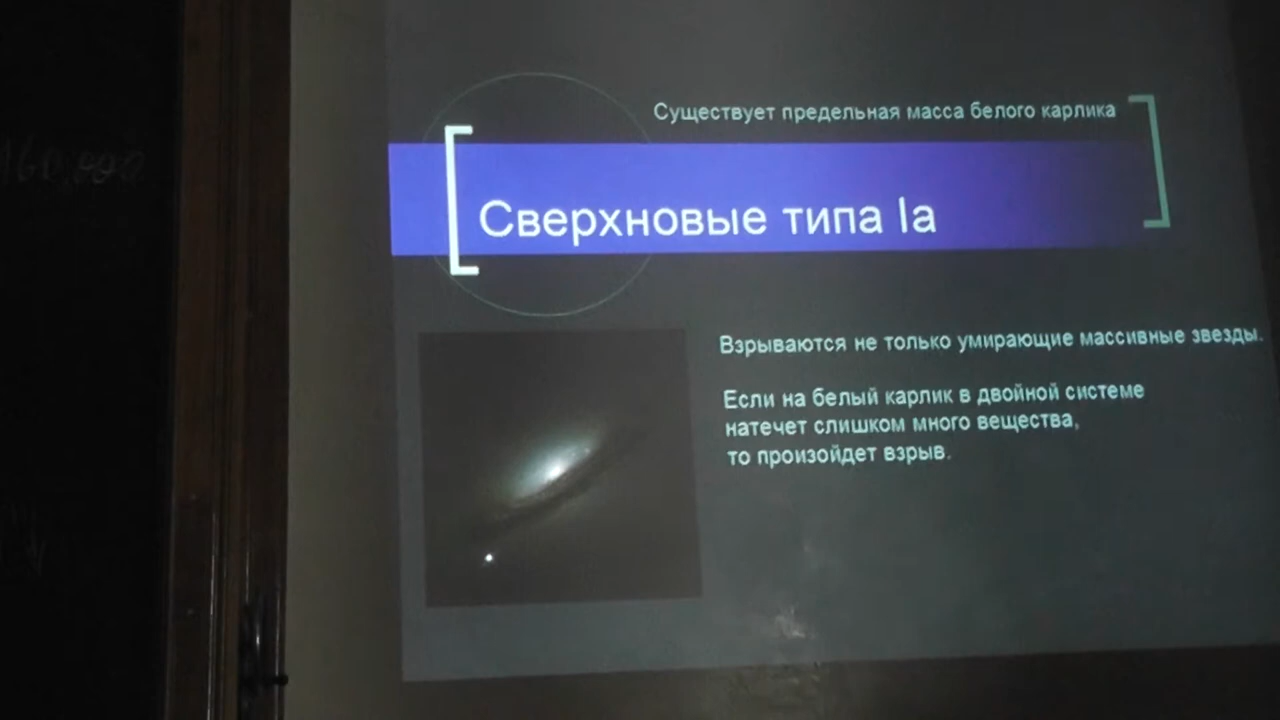 Существует предельная масса белого карлика
Сверхновые типа Ia
Взрываются не только умирающие массивные звезды.
Если на белый карлик в двойной системе
натечет слишком много вещества,
то произойдет взрыв.